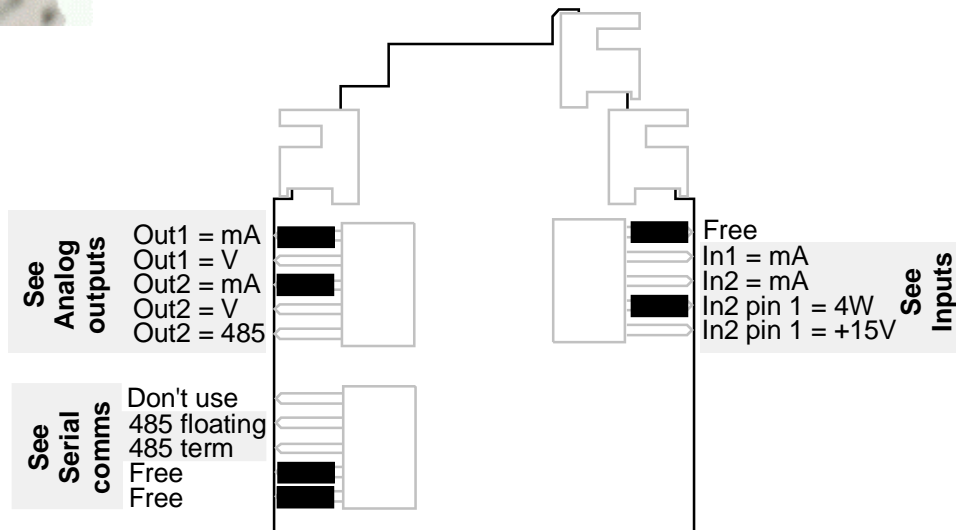 See
Analog
outputs
Out1 = mA
Out1 = V
Out2 = mA
Out2 = V
Out2 = 485
See
Serial
comms
Don't use
485 floating
485 term
Free
Free
Free
In1 = mA
In2 = mA
In2 pin 1 = 4W
In2 pin 1 = +15V
See
Inputs